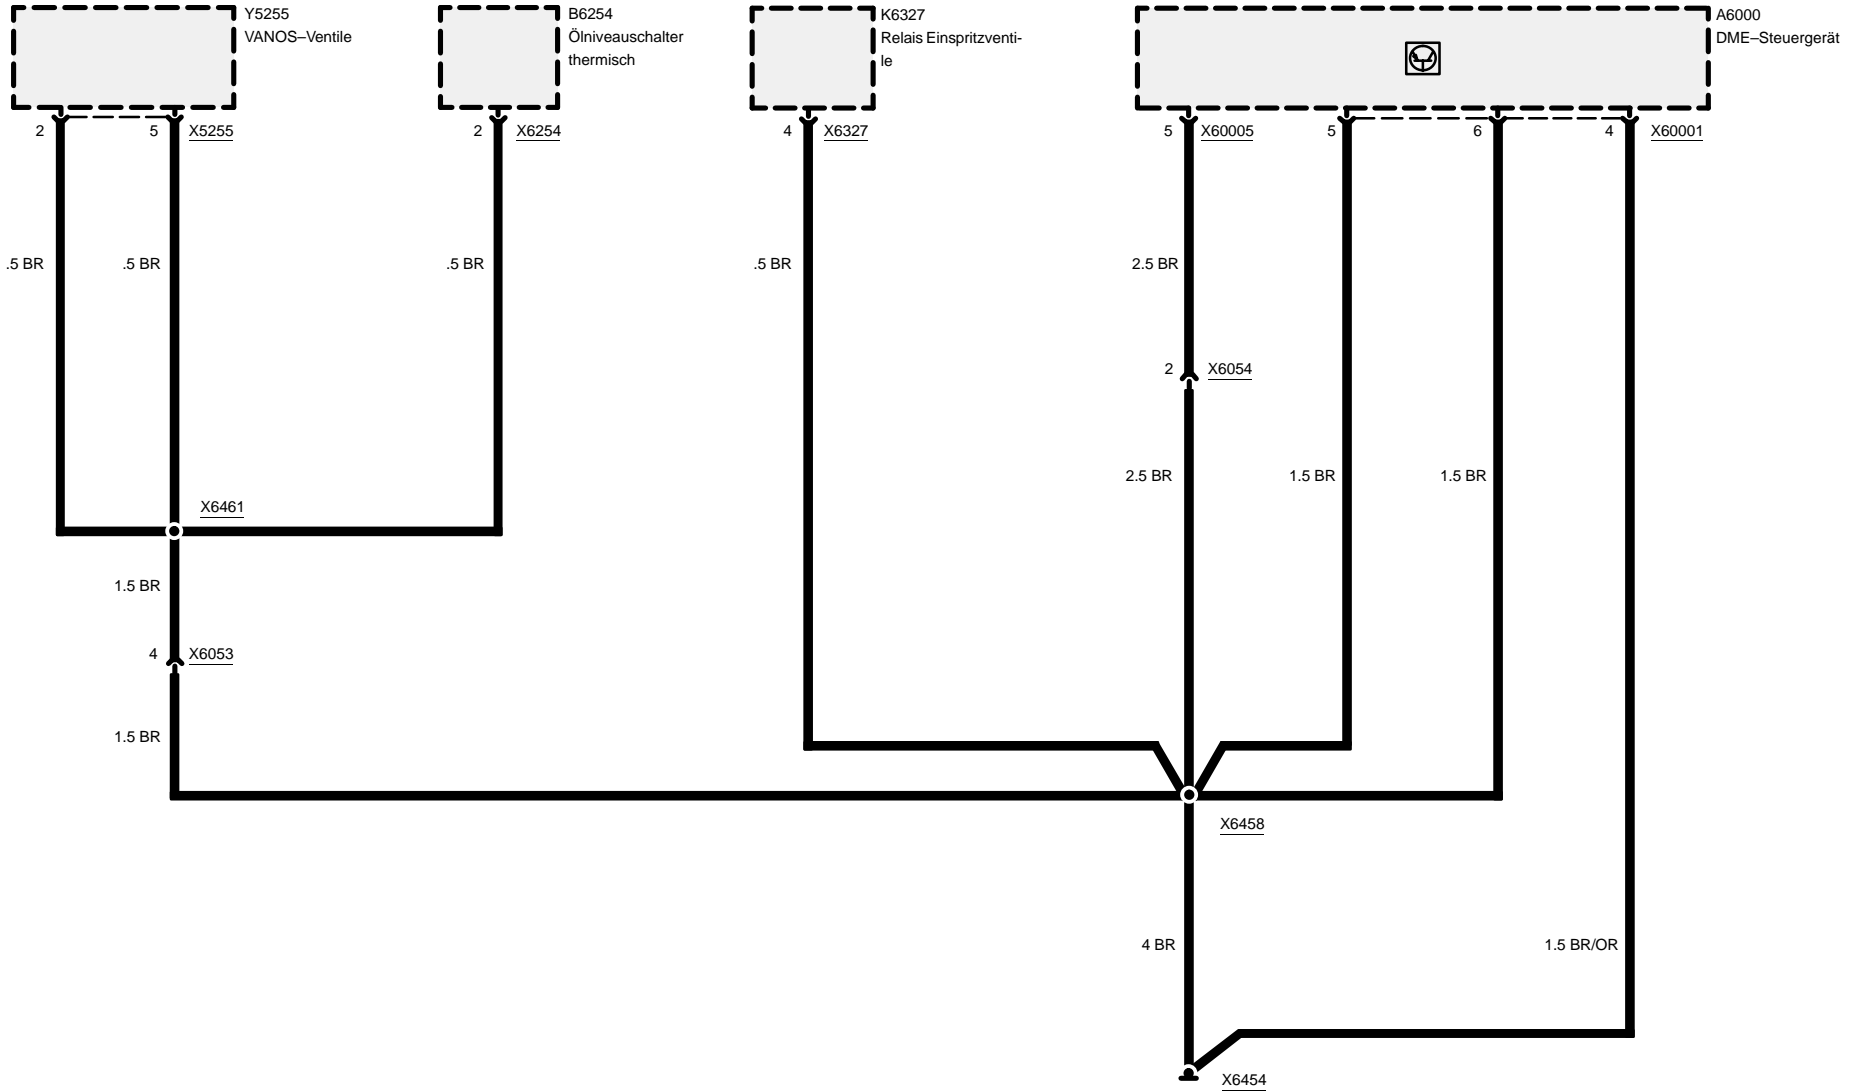 Y5255
VANOS–Ventile
B6254
Ölniveauschalter
thermisch
K6327
Relais Einspritzventi-
le
A6000
DME–Steuergerät
2
5
X5255
2
X6254
4
X6327
5
X60005
5
6
4
X60001
.5 BR
.5 BR
.5 BR
.5 BR
2.5 BR
2
X6054
2.5 BR
1.5 BR
1.5 BR
X6461
1.5 BR
4
X6053
1.5 BR
X6458
4 BR
1.5 BR/OR
X6454